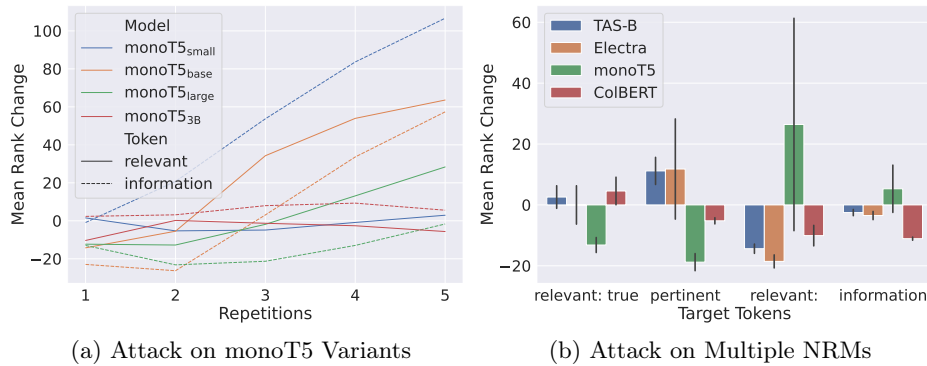 Mean Rank Change
100
80
60
40
20
0
−20
Model
monoT5small
monoT5base
monoT5large
monoT53B
Token
relevant
information
1 2 3 4 5
Repetitions
(a) Attack on monoT5 Variants
Mean Rank Change
60
40
20
0
−20
TAS-B
Electra
monoT5
ColBERT
relevant: true pertinent relevant: information
Target Tokens
(b) Attack on Multiple NRMs